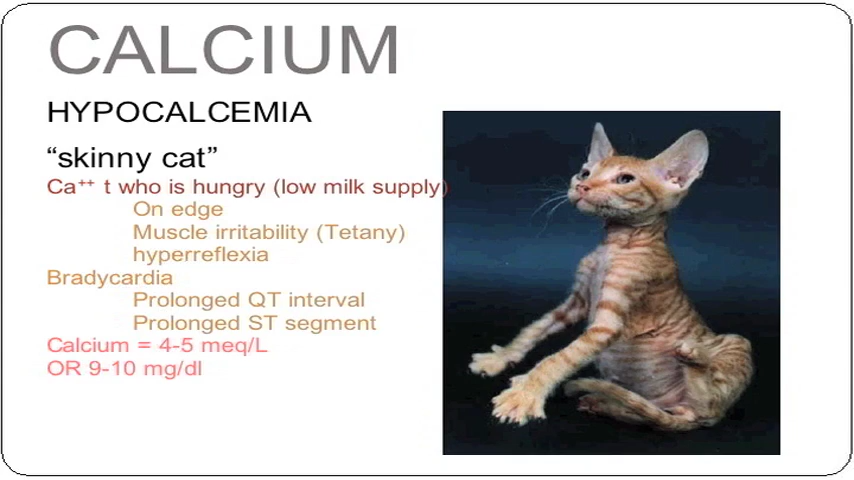 CALCIUM
HYPOCALCEMIA
“skinny cat”
Ca⁺⁺ t who is hungry (low milk supply)
On edge
Muscle irritability (Tetany)
hyperreflexia
Bradycardia
Prolonged QT interval
Prolonged ST segment
Calcium = 4-5 meq/L
OR 9-10 mg/dl